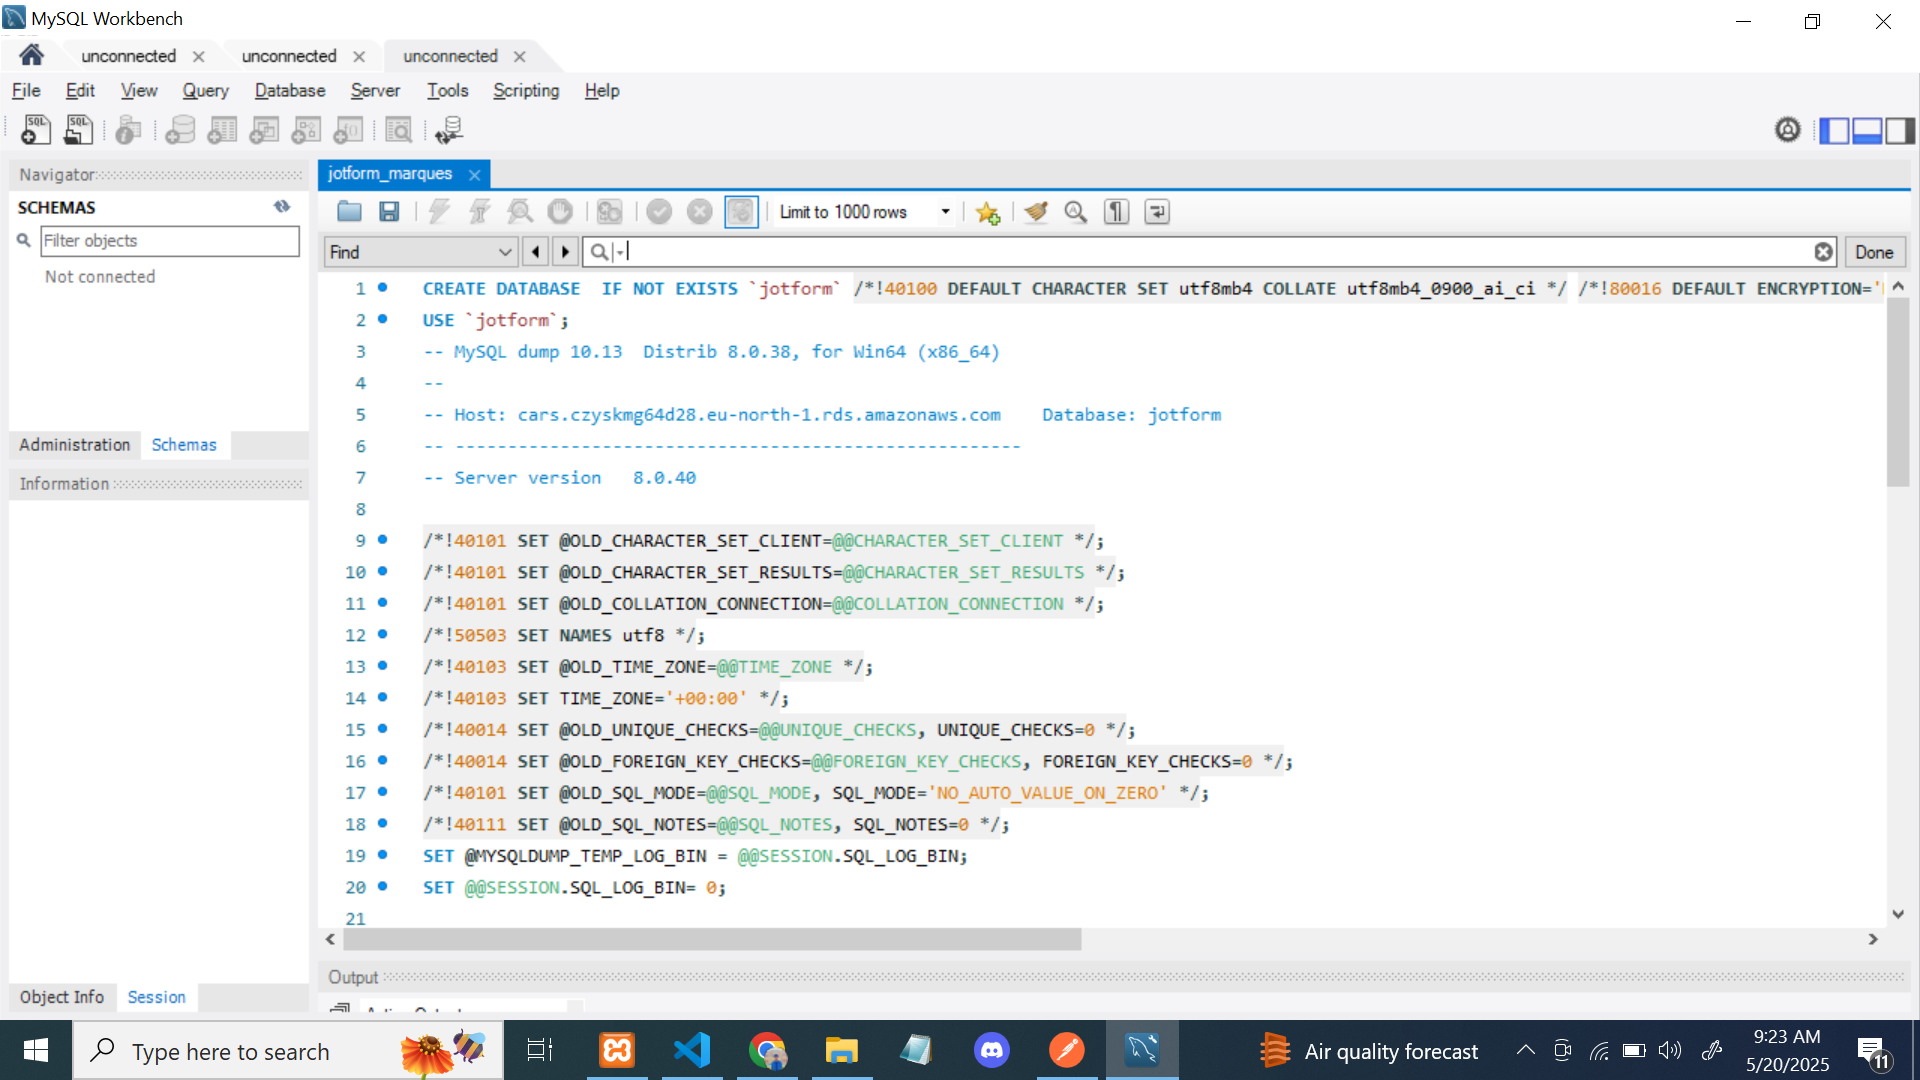 MySQL Workbench
unconnected
unconnected
unconnected
File Edit View Query Database Server Tools Scripting Help
Navigator
SCHEMAS
Filter objects
Not connected
Administration Schemas
Information
Object Info Session
jotform_marques
Limit to 1000 rows
Find
Done
1 CREATE DATABASE  IF NOT EXISTS `jotform` /*!40100 DEFAULT CHARACTER SET utf8mb4 COLLATE utf8mb4_0900_ai_ci */ /*!80016 DEFAULT ENCRYPTION='
2 USE `jotform`;
3 -- MySQL dump 10.13  Distrib 8.0.38, for Win64 (x86_64)
4 --
5 -- Host: cars.czyskmg64d28.eu-north-1.rds.amazonaws.com    Database: jotform
6 -- ------------------------------------------------------
7 -- Server version   8.0.40
8
9 /*!40101 SET @OLD_CHARACTER_SET_CLIENT=@@CHARACTER_SET_CLIENT */;
10 /*!40101 SET @OLD_CHARACTER_SET_RESULTS=@@CHARACTER_SET_RESULTS */;
11 /*!40101 SET @OLD_COLLATION_CONNECTION=@@COLLATION_CONNECTION */;
12 /*!50503 SET NAMES utf8 */;
13 /*!40103 SET @OLD_TIME_ZONE=@@TIME_ZONE */;
14 /*!40103 SET TIME_ZONE='+00:00' */;
15 /*!40014 SET @OLD_UNIQUE_CHECKS=@@UNIQUE_CHECKS, UNIQUE_CHECKS=0 */;
16 /*!40014 SET @OLD_FOREIGN_KEY_CHECKS=@@FOREIGN_KEY_CHECKS, FOREIGN_KEY_CHECKS=0 */;
17 /*!40101 SET @OLD_SQL_MODE=@@SQL_MODE, SQL_MODE='NO_AUTO_VALUE_ON_ZERO' */;
18 /*!40111 SET @OLD_SQL_NOTES=@@SQL_NOTES, SQL_NOTES=0 */;
19 SET @MYSQLDUMP_TEMP_LOG_BIN = @@SESSION.SQL_LOG_BIN;
20 SET @@SESSION.SQL_LOG_BIN= 0;
21
Output
Type here to search
Air quality forecast
9:23 AM
5/20/2025
11